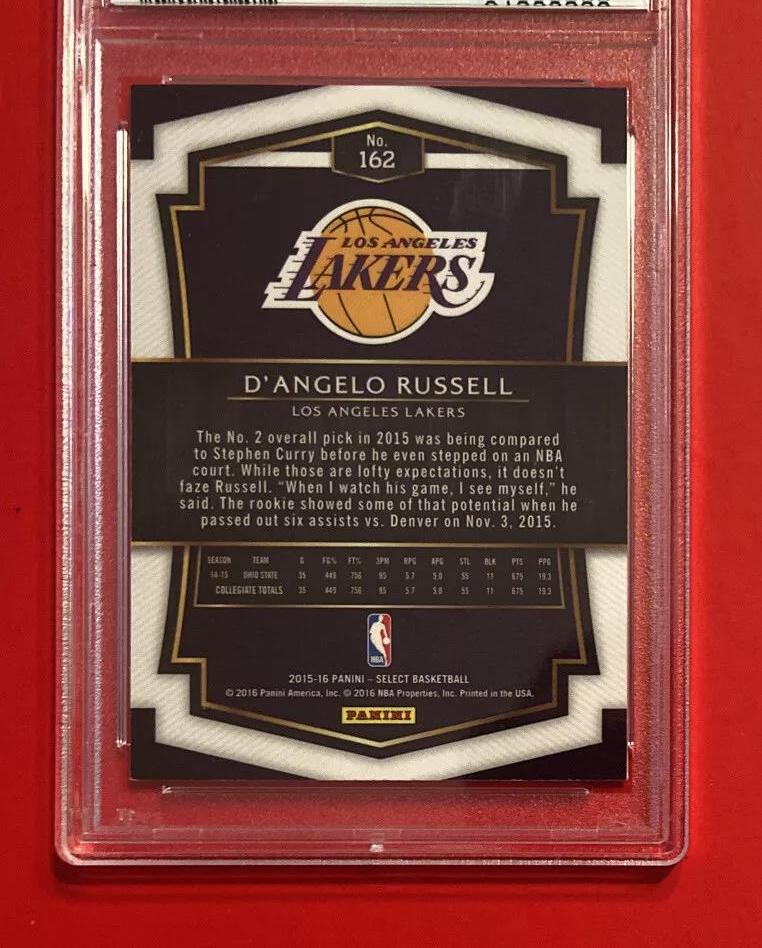 No.
162
LOS ANGELES
LAKERS
D'ANGELO RUSSELL
LOS ANGELES LAKERS
The No. 2 overall pick in 2015 was being compared
to Stephen Curry before he even stepped on an NBA
court. While those are lofty expectations, it doesn't
faze Russell. "When I watch his game, I see myself," he
said. The rookie showed some of that potential when he
passed out six assists vs. Denver on Nov. 3, 2015.
SEASON TEAM G FG% FT% 3PM RPG APG STL BLK PTS PPG
14-15 OHIO STATE 35 .449 .756 95 5.7 5.0 55 11 675 19.3
COLLEGIATE TOTALS 35 .449 .756 95 5.7 5.0 55 11 675 19.3
NBA
2015-16 PANINI – SELECT BASKETBALL
© 2016 Panini America, Inc. © 2016 NBA Properties, Inc. Printed in the USA.
PANINI